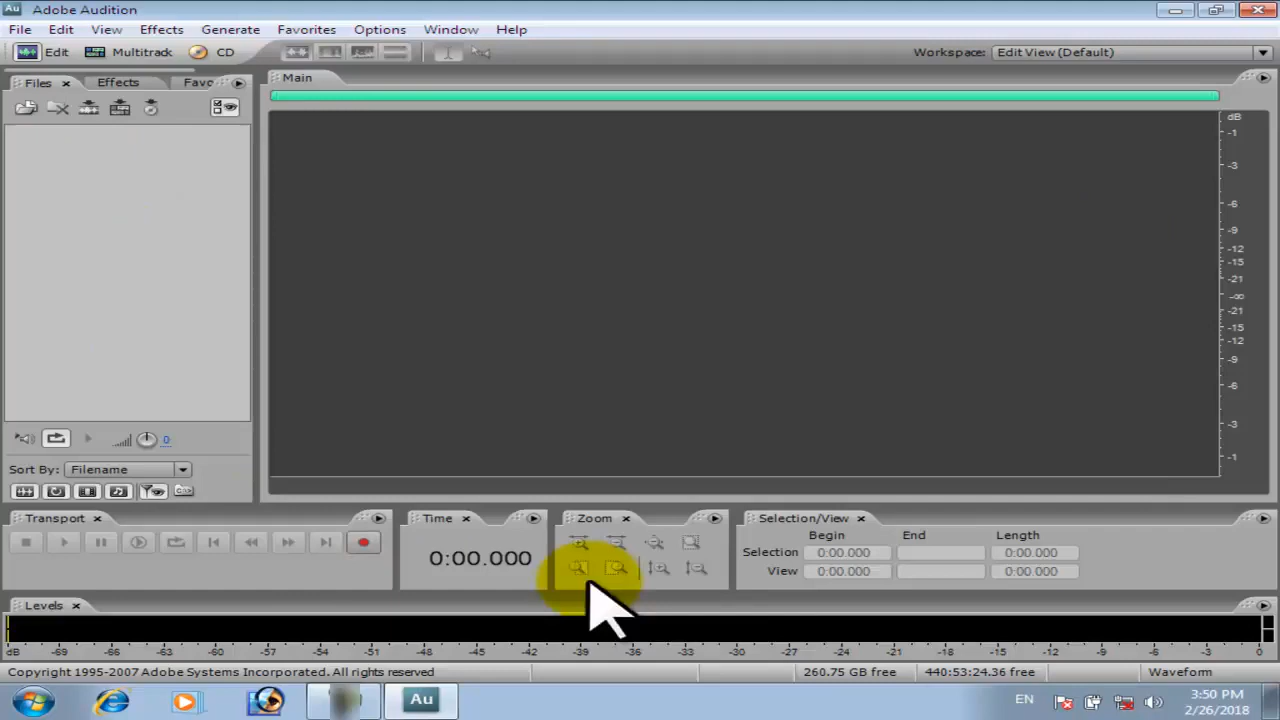 Au Adobe Audition
File Edit View Effects Generate Favorites Options Window Help
Edit Multitrack CD Workspace: Edit View (Default)
Files Effects Favo Main
dB
-1
-3
-6
-9
-12
-15
-21
-∞
-21
-15
-12
-9
-6
-3
-1
0
Sort By: Filename
Transport Time Zoom Selection/View
Begin End Length
Selection 0:00.000 0:00.000
View 0:00.000 0:00.000
0:00.000
Levels
dB -69 -66 -63 -60 -57 -54 -51 -48 -45 -42 -39 -36 -33 -30 -27 -24 -21 -18 -15 -12 -9 -6 -3 0
Copyright 1995-2007 Adobe Systems Incorporated. All rights reserved 260.75 GB free 440:53:24.36 free Waveform
Au EN 3:50 PM
2/26/2018